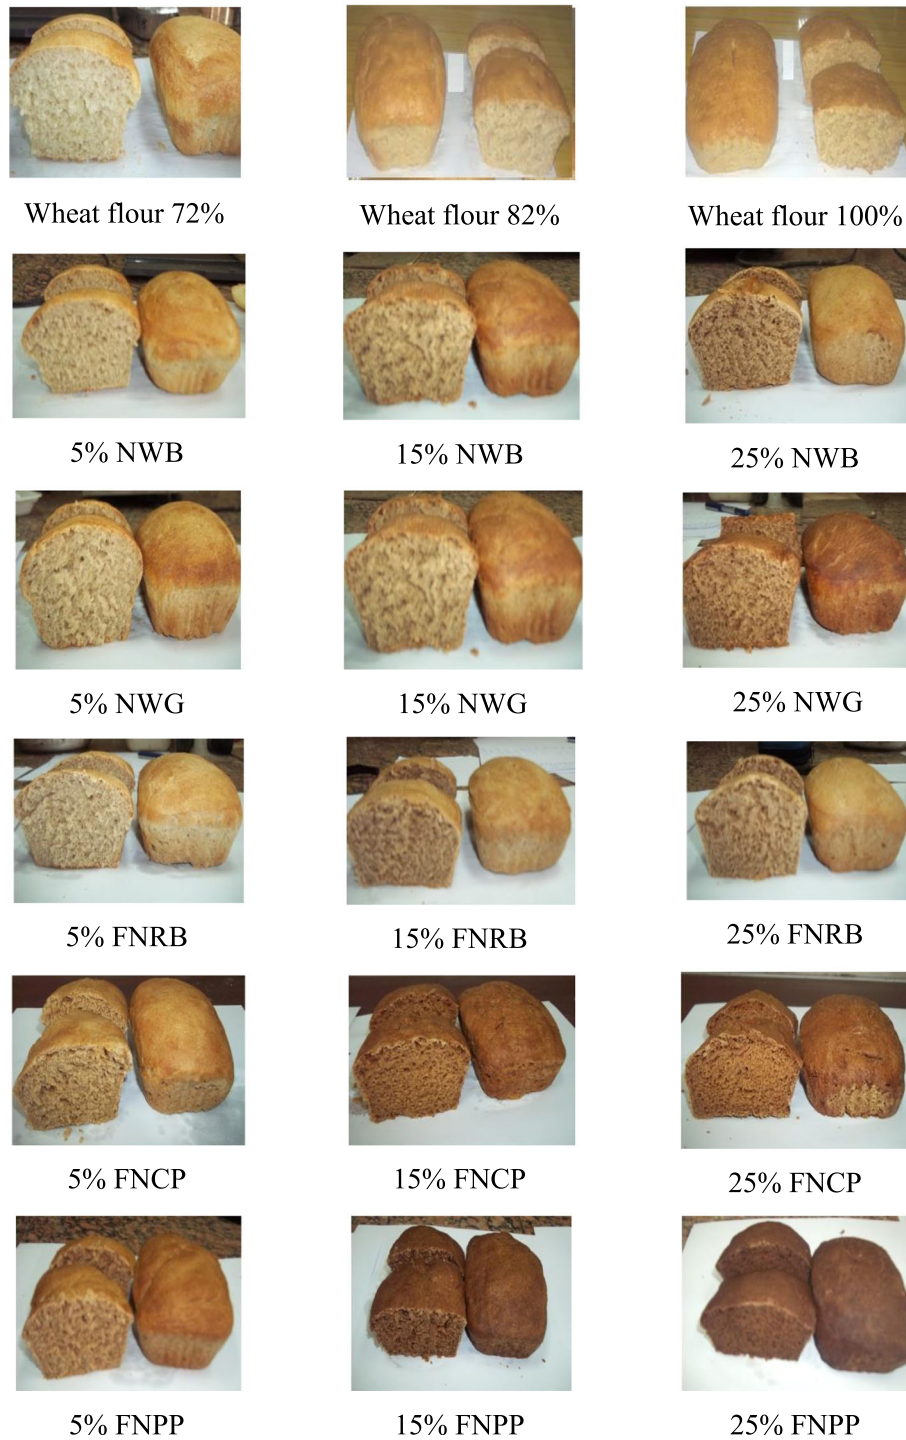 Wheat flour 72%
Wheat flour 82%
Wheat flour 100%
5% NWB
15% NWB
25% NWB
5% NWG
15% NWG
25% NWG
5% FNRB
15% FNRB
25% FNRB
5% FNCP
15% FNCP
25% FNCP
5% FNPP
15% FNPP
25% FNPP